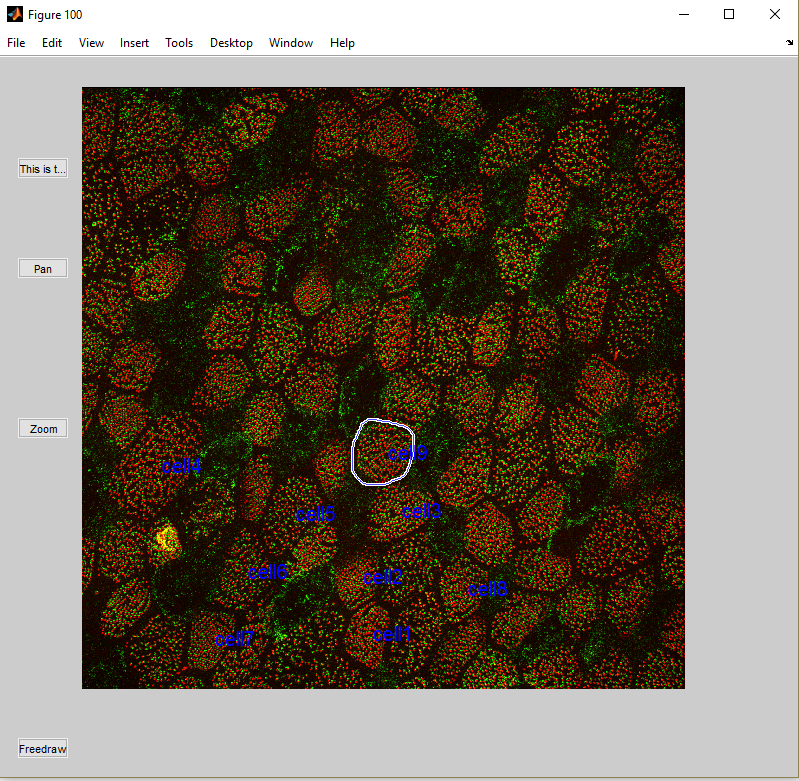 Figure 100
File Edit View Insert Tools Desktop Window Help
This is t...
Pan
Zoom
cell9
cell4
cell3
cell5
cell6
cell2
cell8
cell1
cell7
Freedraw